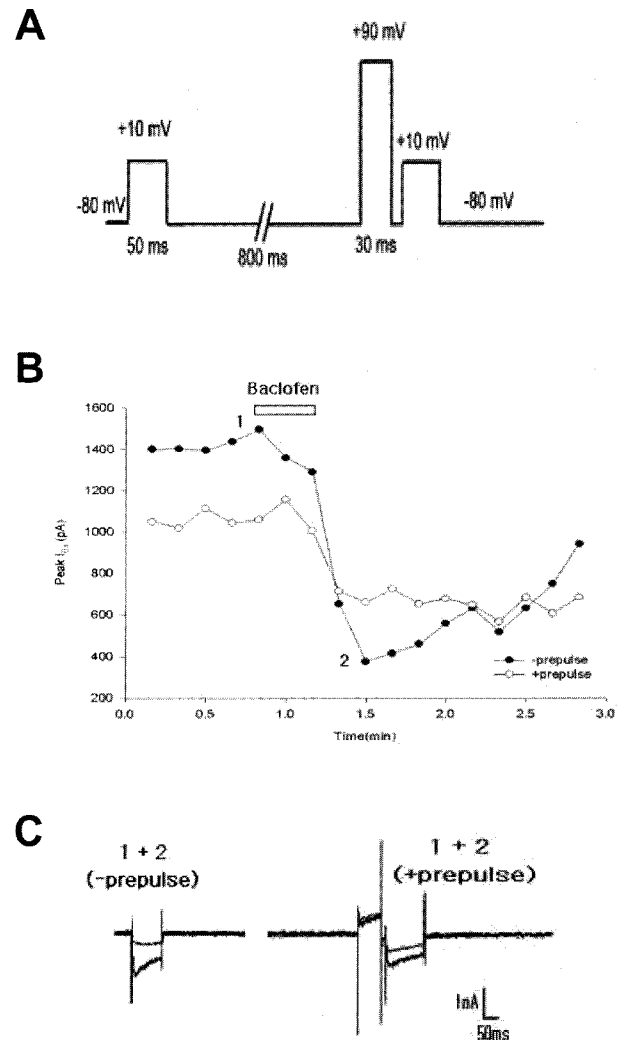 A
+90 mV
+10 mV
+10 mV
-80 mV
-80 mV
50 ms
800 ms
30 ms
B
Baclofen
1600
1400
1200
1000
800
600
400
200
Peak I (pA)
1
2
-prepulse
+prepulse
0.0 0.5 1.0 1.5 2.0 2.5 3.0
Time(min)
C
1 + 2 1 + 2
(-prepulse) (+prepulse)
1nA
50ms